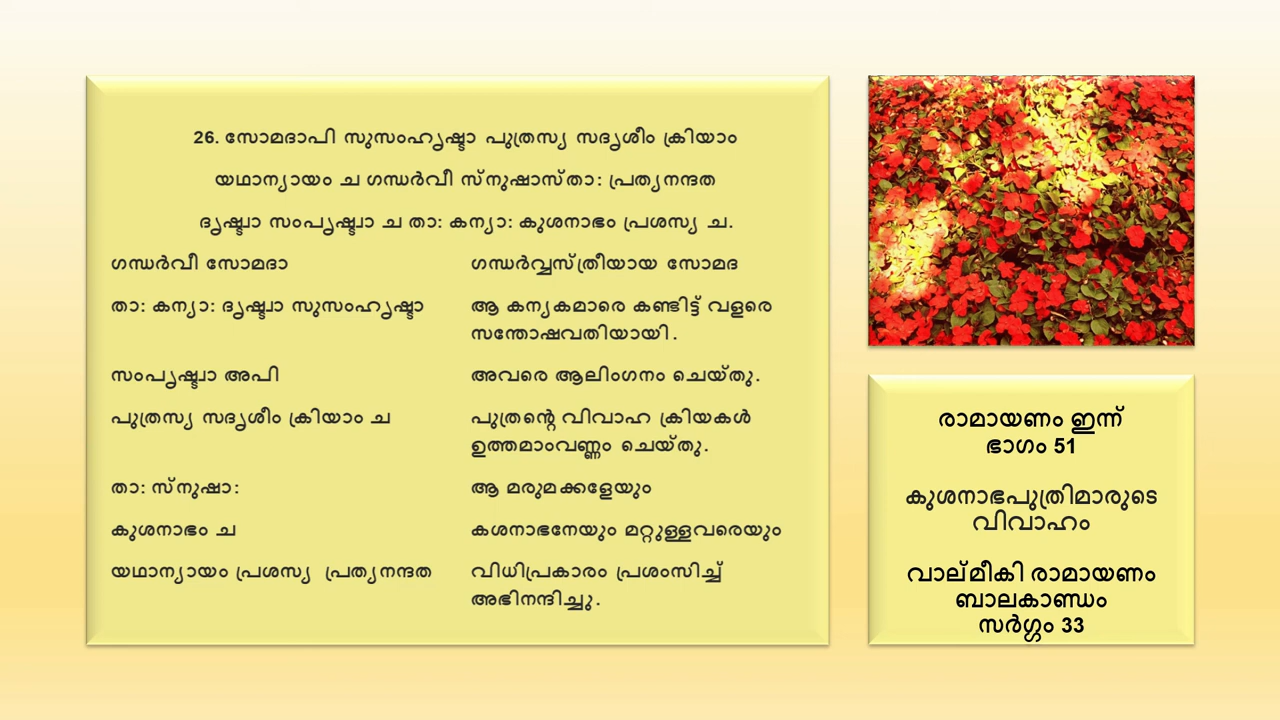 26. സോമദാപി സുസംഹൃഷ്ടാ പുത്രസ്യ സദൃശീം ക്രിയാം
യഥാന്യായം ച ഗന്ധർവീ സ്നുഷാസ്താ: പ്രത്യനന്ദത
ദൃഷ്ട്വാ സംപൃഷ്ട്വാ ച താ: കന്യാ: കുശനാഭം പ്രശസ്യ ച.
ഗന്ധർവീ സോമദാ
ഗന്ധർവ്വസ്ത്രീയായ സോമദ
താ: കന്യാ: ദൃഷ്ട്വാ സുസംഹൃഷ്ടാ
ആ കന്യകമാരെ കണ്ടിട്ട് വളരെ
സന്തോഷവതിയായി.
സംപൃഷ്ട്വാ അപി
അവരെ ആലിംഗനം ചെയ്തു.
പുത്രസ്യ സദൃശീം ക്രിയാം ച
പുത്രന്റെ വിവാഹ ക്രിയകൾ
ഉത്തമാംവണ്ണം ചെയ്തു.
താ: സ്നുഷാ:
ആ മരുമക്കളേയും
കുശനാഭം ച
കശനാഭനേയും മറ്റുള്ളവരെയും
യഥാന്യായം പ്രശസ്യ പ്രത്യനന്ദത
വിധിപ്രകാരം പ്രശംസിച്ച്
അഭിനന്ദിച്ചു.
രാമായണം ഇന്ന്
ഭാഗം 51
കുശനാഭപുത്രിമാരുടെ
വിവാഹം
വാല്മീകി രാമായണം
ബാലകാണ്ഡം
സർഗ്ഗം 33